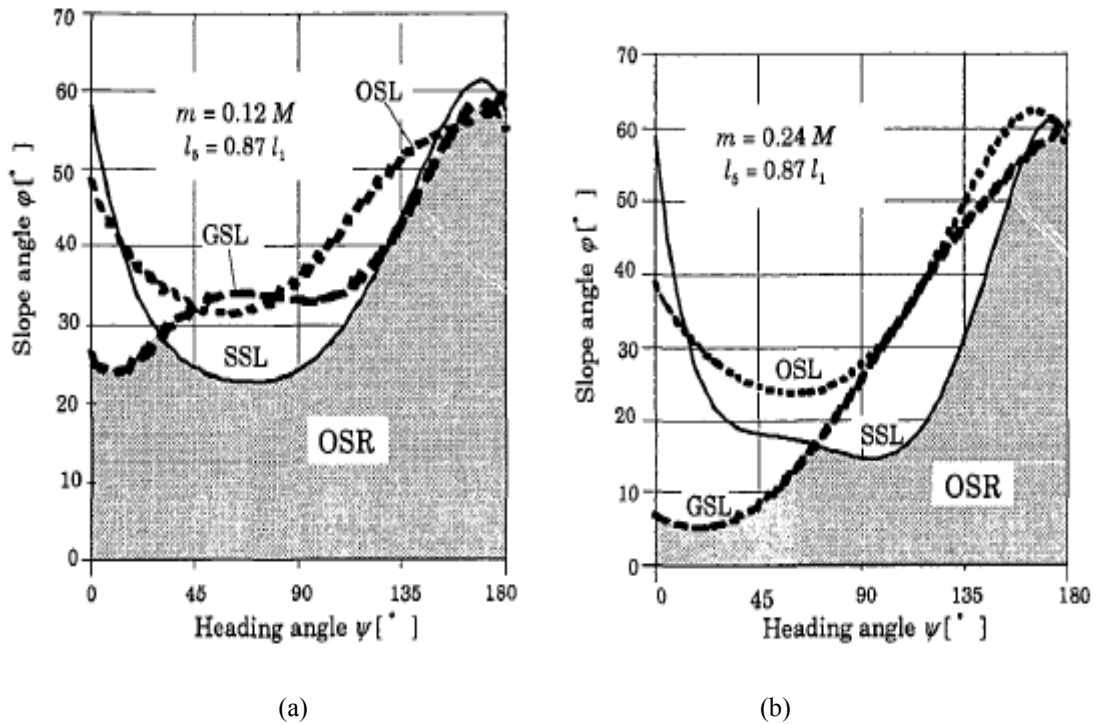 70
60
50
40
30
20
10
0
Slope angle φ[°]
m = 0.12 M
l₅ = 0.87 l₁
OSL
GSL
SSL
OSR
0 45 90 135 180
Heading angle ψ[°]
(a)
70
60
50
40
30
20
10
0
Slope angle φ[°]
m = 0.24 M
l₅ = 0.87 l₁
OSL
SSL
GSL
OSR
0 45 90 135 180
Heading angle ψ[°]
(b)